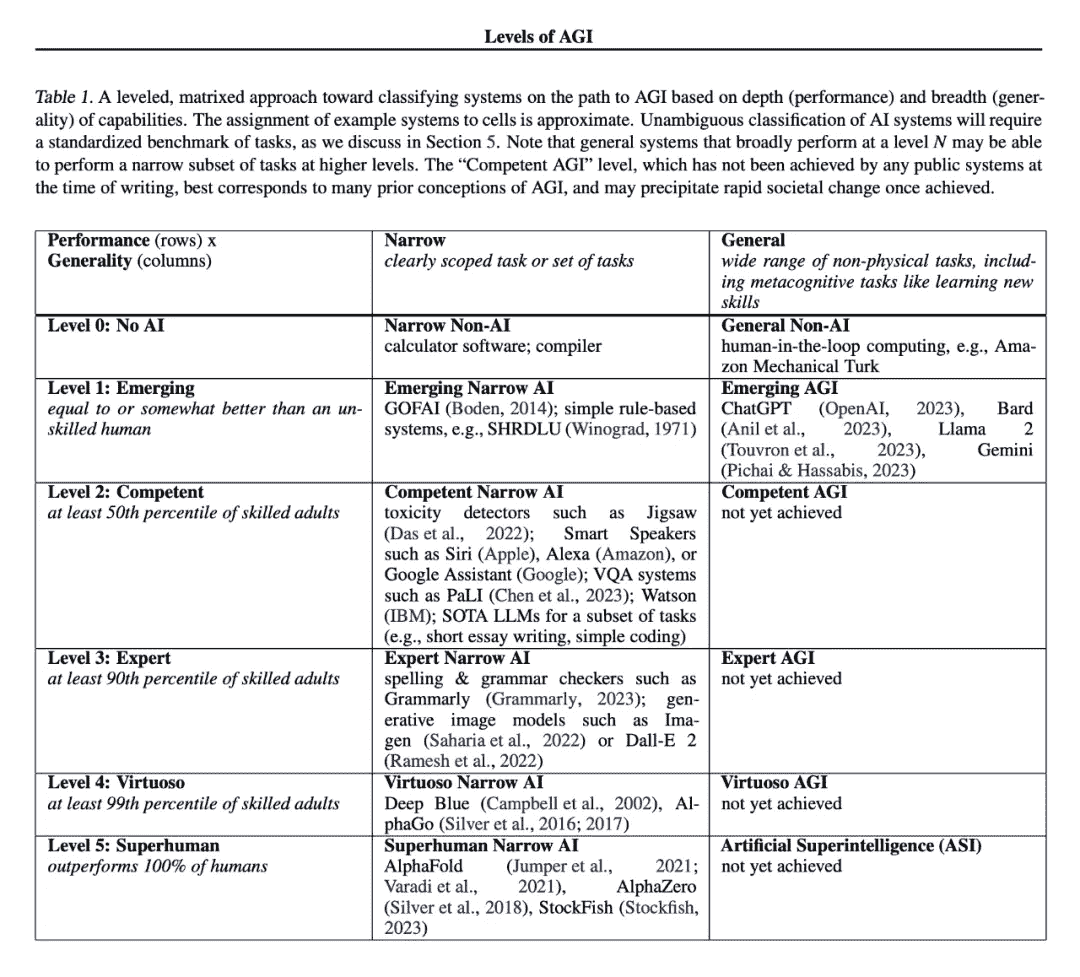 Levels of AGI
Table 1. A leveled, matrixed approach toward classifying systems on the path to AGI based on depth (performance) and breadth (gener-
ality) of capabilities. The assignment of example systems to cells is approximate. Unambiguous classification of AI systems will require
a standardized benchmark of tasks, as we discuss in Section 5. Note that general systems that broadly perform at a level N may be able
to perform a narrow subset of tasks at higher levels. The “Competent AGI” level, which has not been achieved by any public systems at
the time of writing, best corresponds to many prior conceptions of AGI, and may precipitate rapid societal change once achieved.
Performance (rows) x
Generality (columns)
Narrow
clearly scoped task or set of tasks
General
wide range of non-physical tasks, includ-
ing metacognitive tasks like learning new
skills
Level 0: No AI
Narrow Non-AI
calculator software; compiler
General Non-AI
human-in-the-loop computing, e.g., Ama-
zon Mechanical Turk
Level 1: Emerging
equal to or somewhat better than an un-
skilled human
Emerging Narrow AI
GOFAI (Boden, 2014); simple rule-based
systems, e.g., SHRDLU (Winograd, 1971)
Emerging AGI
ChatGPT (OpenAI, 2023), Bard
(Anil et al., 2023), Llama 2
(Touvron et al., 2023), Gemini
(Pichai & Hassabis, 2023)
Level 2: Competent
at least 50th percentile of skilled adults
Competent Narrow AI
toxicity detectors such as Jigsaw
(Das et al., 2022); Smart Speakers
such as Siri (Apple), Alexa (Amazon), or
Google Assistant (Google); VQA systems
such as PaLI (Chen et al., 2023); Watson
(IBM); SOTA LLMs for a subset of tasks
(e.g., short essay writing, simple coding)
Competent AGI
not yet achieved
Level 3: Expert
at least 90th percentile of skilled adults
Expert Narrow AI
spelling & grammar checkers such as
Grammarly (Grammarly, 2023); gen-
erative image models such as Ima-
gen (Saharia et al., 2022) or Dall-E 2
(Ramesh et al., 2022)
Expert AGI
not yet achieved
Level 4: Virtuoso
at least 99th percentile of skilled adults
Virtuoso Narrow AI
Deep Blue (Campbell et al., 2002), Al-
phaGo (Silver et al., 2016; 2017)
Virtuoso AGI
not yet achieved
Level 5: Superhuman
outperforms 100% of humans
Superhuman Narrow AI
AlphaFold (Jumper et al., 2021;
Varadi et al., 2021), AlphaZero
(Silver et al., 2018), StockFish (Stockfish,
2023)
Artificial Superintelligence (ASI)
not yet achieved